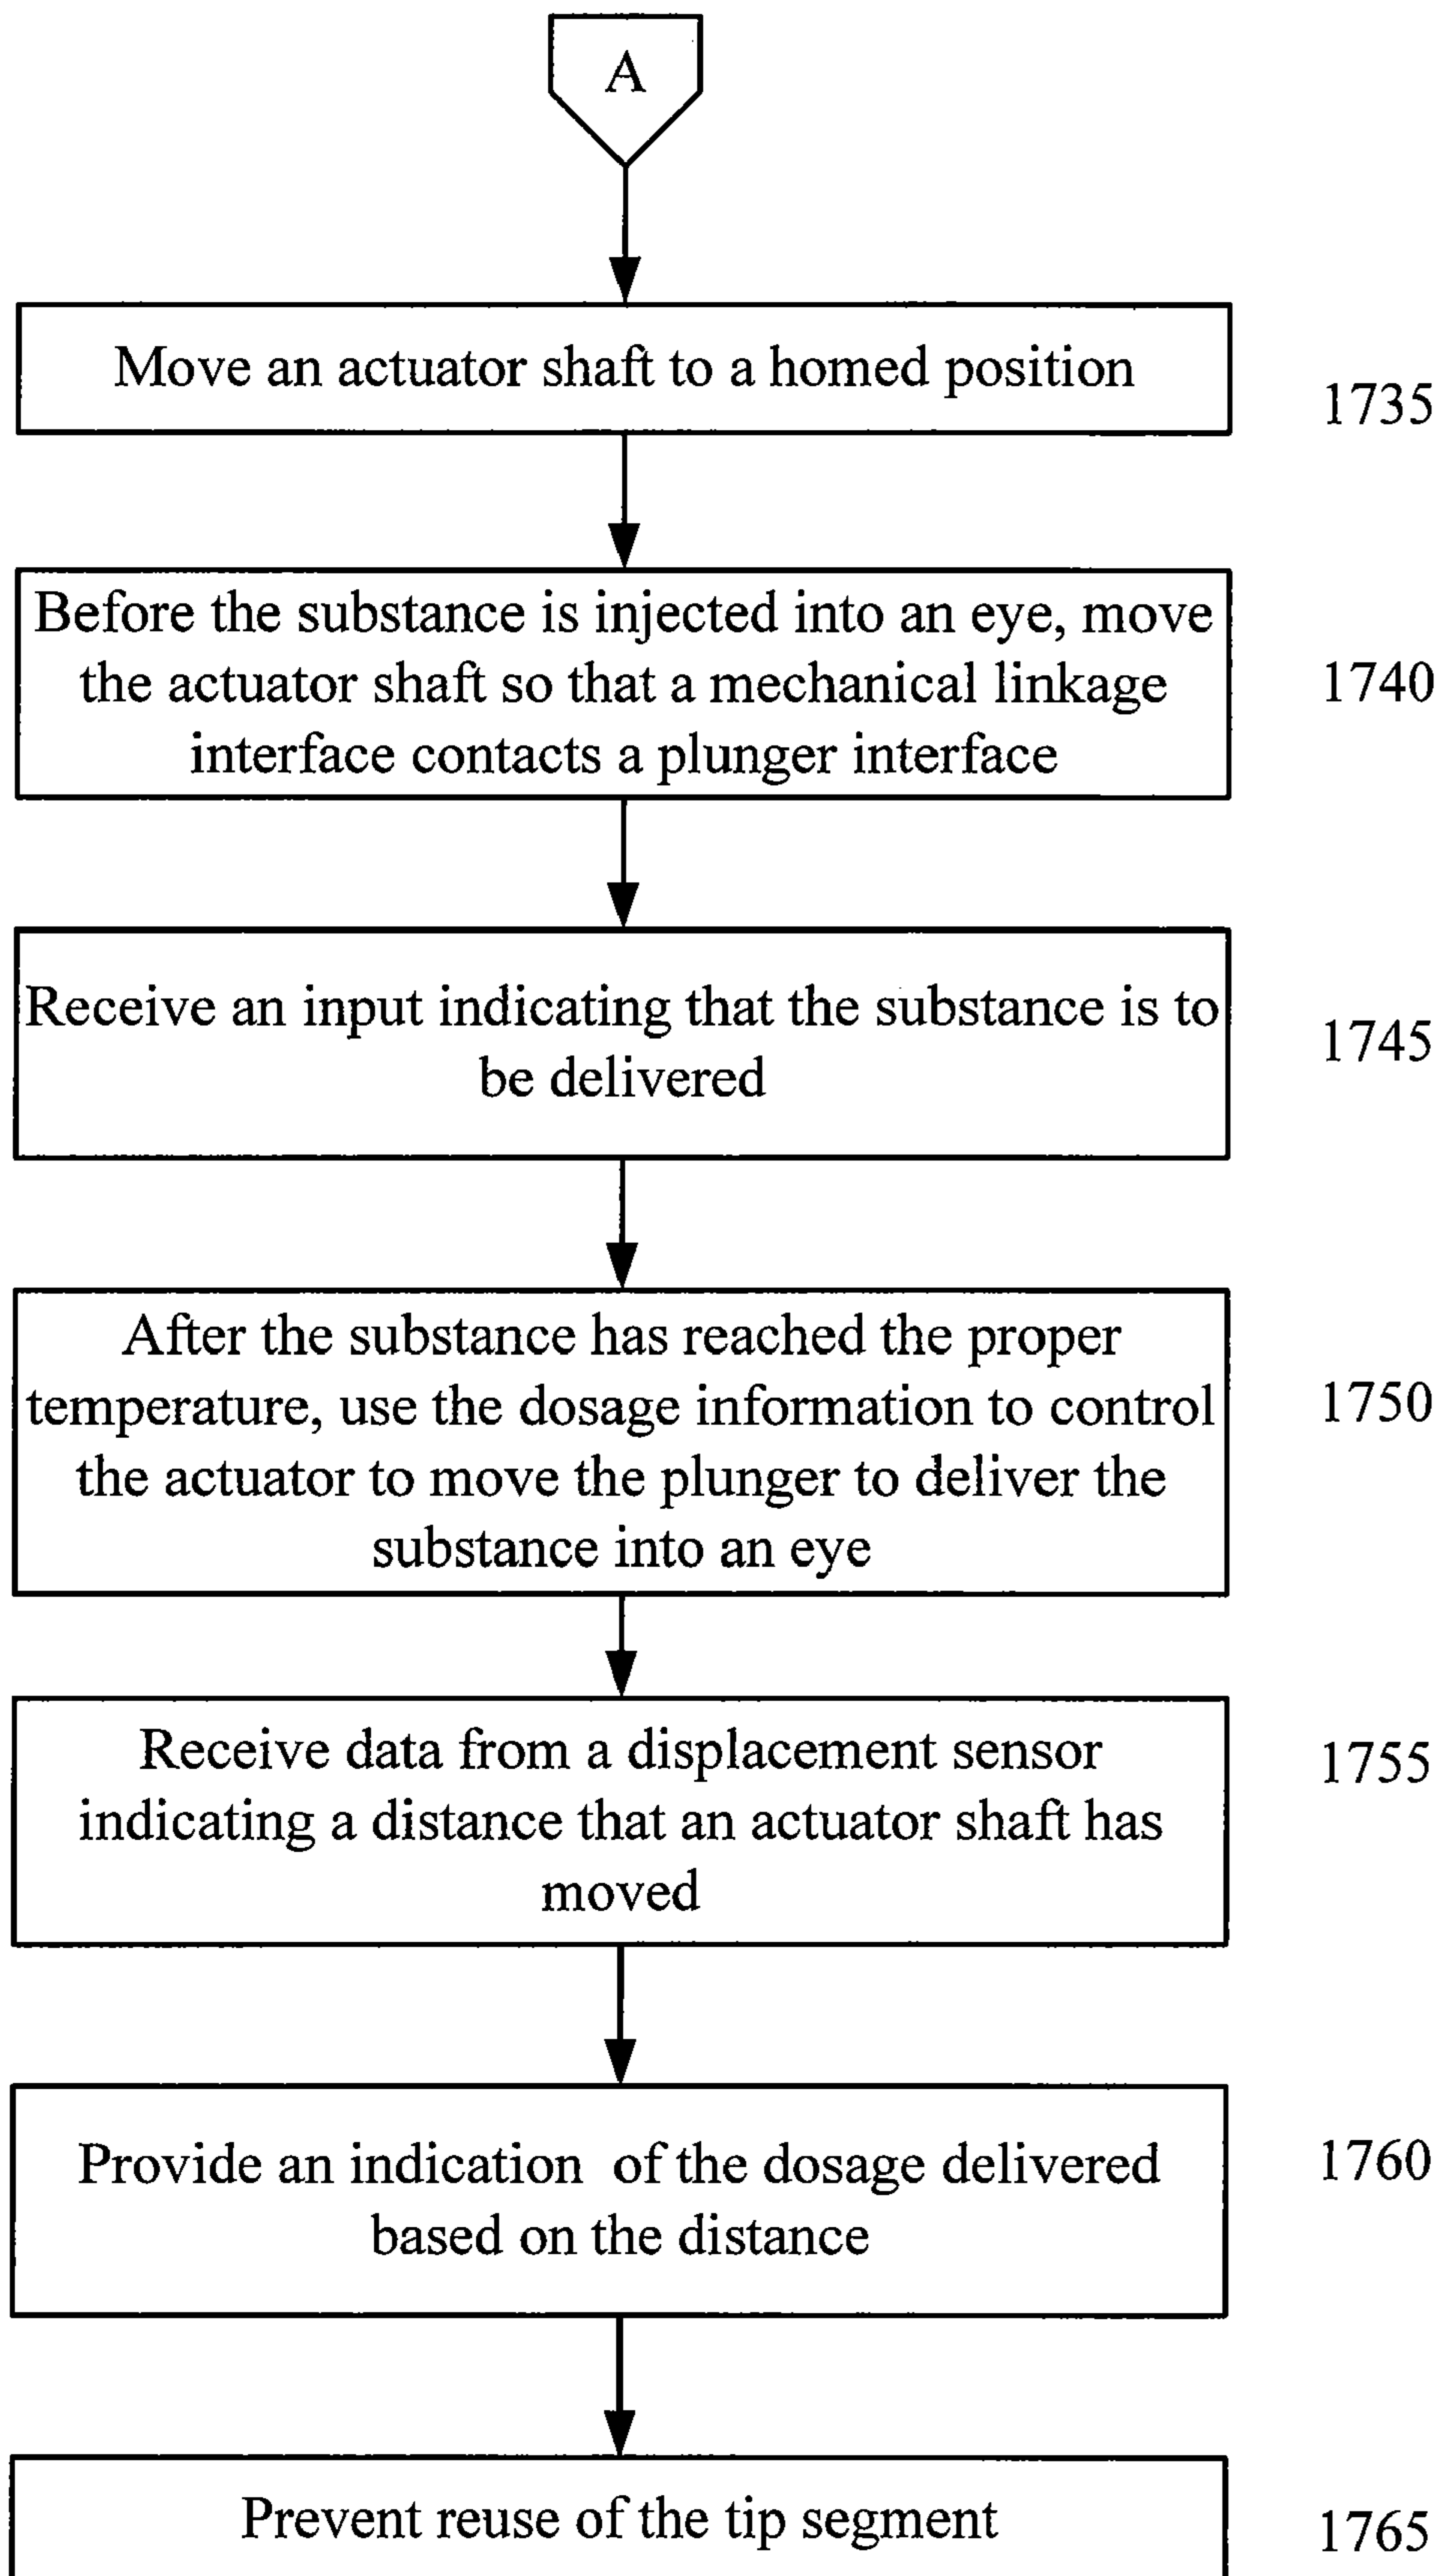 A
Move an actuator shaft to a homed position
1735
Before the substance is injected into an eye, move
the actuator shaft so that a mechanical linkage
interface contacts a plunger interface
1740
Receive an input indicating that the substance is to
be delivered
1745
After the substance has reached the proper
temperature, use the dosage information to control
the actuator to move the plunger to deliver the
substance into an eye
1750
Receive data from a displacement sensor
indicating a distance that an actuator shaft has
moved
1755
Provide an indication of the dosage delivered
based on the distance
1760
Prevent reuse of the tip segment
1765